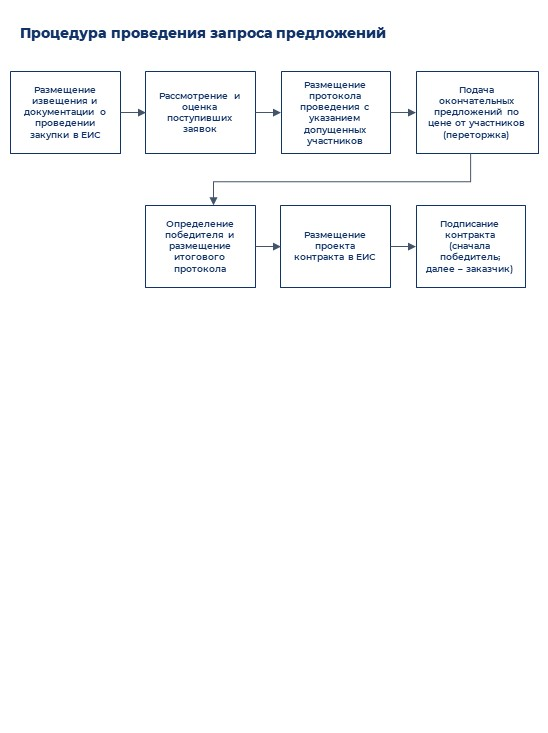 Процедура проведения запроса предложений
Размещение
извещения и
документации о
проведении
закупки в ЕИС
Рассмотрение и
оценка
поступивших
заявок
Размещение
протокола
проведения с
указанием
допущенных
участников
Подача
окончательных
предложений по
цене от участников
(переторжка)
Определение
победителя и
размещение
итогового
протокола
Размещение
проекта
контракта в ЕИС
Подписание
контракта
(сначала
победитель;
далее – заказчик)